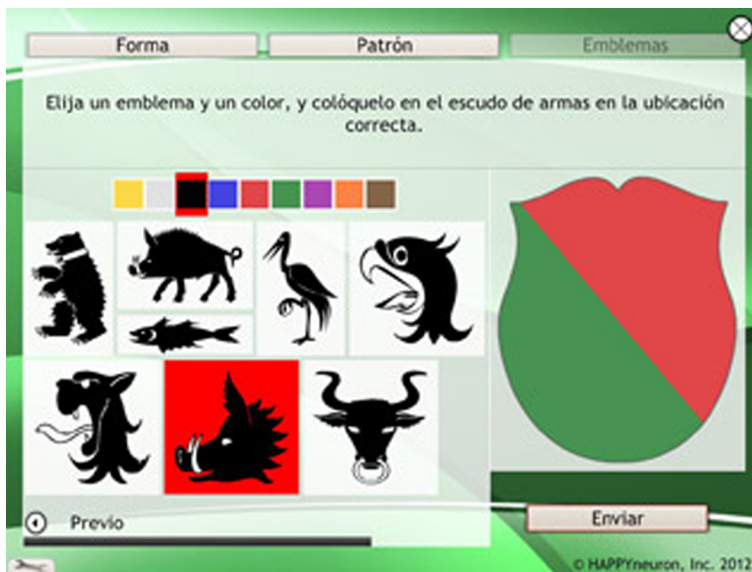 Forma
Patrón
Emblemas
Elija un emblema y un color, y colóquelo en el escudo de armas en la ubicación
correcta.
Previo
Enviar
© HAPPYneuron, Inc. 2012